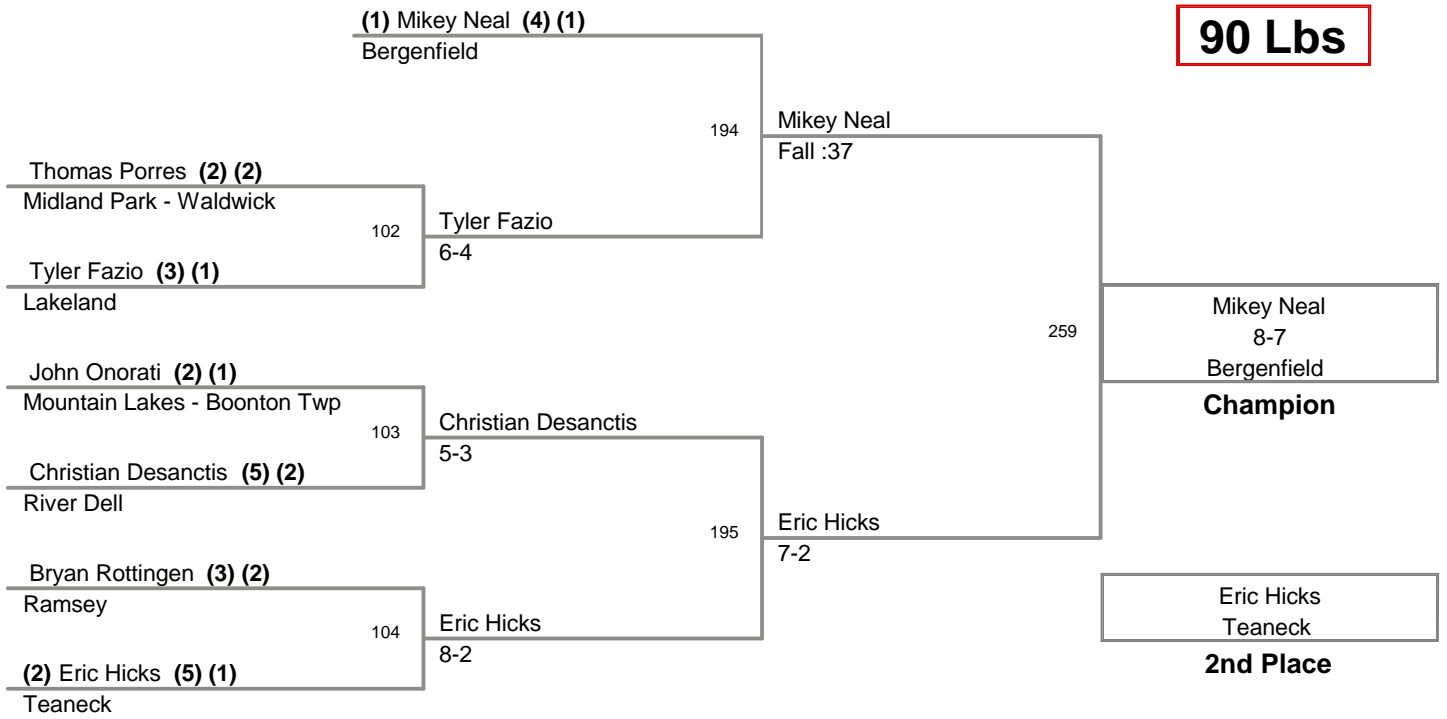 (1) Mikey Neal (4) (1)
Bergenfield
90 Lbs
194
Mikey Neal
Fall :37
Thomas Porres (2) (2)
Midland Park - Waldwick
102
Tyler Fazio
6-4
Tyler Fazio (3) (1)
Lakeland
259
Mikey Neal
8-7
Bergenfield
Champion
John Onorati (2) (1)
Mountain Lakes - Boonton Twp
103
Christian Desanctis
5-3
Christian Desanctis (5) (2)
River Dell
195
Eric Hicks
7-2
Bryan Rottingen (3) (2)
Ramsey
104
Eric Hicks
8-2
(2) Eric Hicks (5) (1)
Teaneck
Eric Hicks
Teaneck
2nd Place